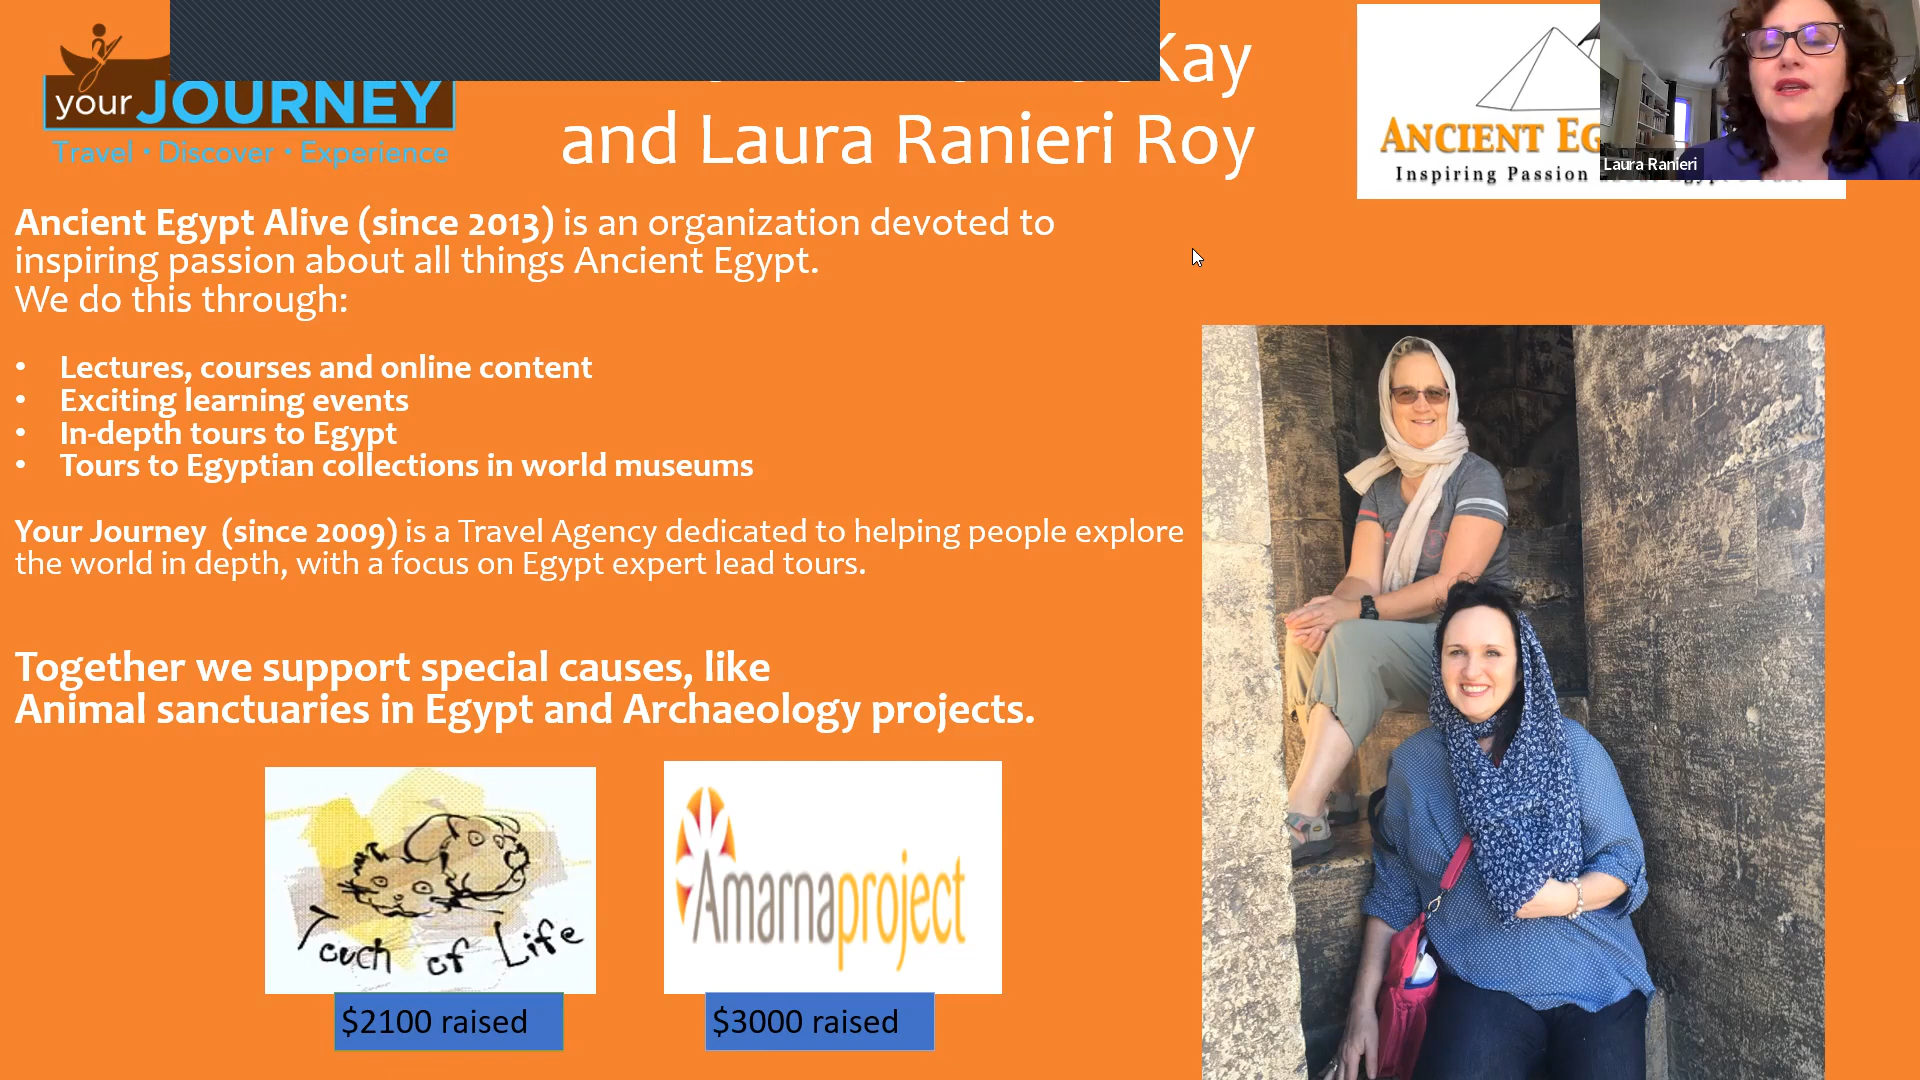 Kay
and Laura Ranieri Roy
your JOURNEY
Travel • Discover • Experience
ANCIENT EG
Inspiring Passion
Laura Ranieri
Ancient Egypt Alive (since 2013) is an organization devoted to
inspiring passion about all things Ancient Egypt.
We do this through:
• Lectures, courses and online content
• Exciting learning events
• In-depth tours to Egypt
• Tours to Egyptian collections in world museums
Your Journey (since 2009) is a Travel Agency dedicated to helping people explore
the world in depth, with a focus on Egypt expert lead tours.
Together we support special causes, like
Animal sanctuaries in Egypt and Archaeology projects.
Touch of Life
Amarnaproject
$2100 raised
$3000 raised